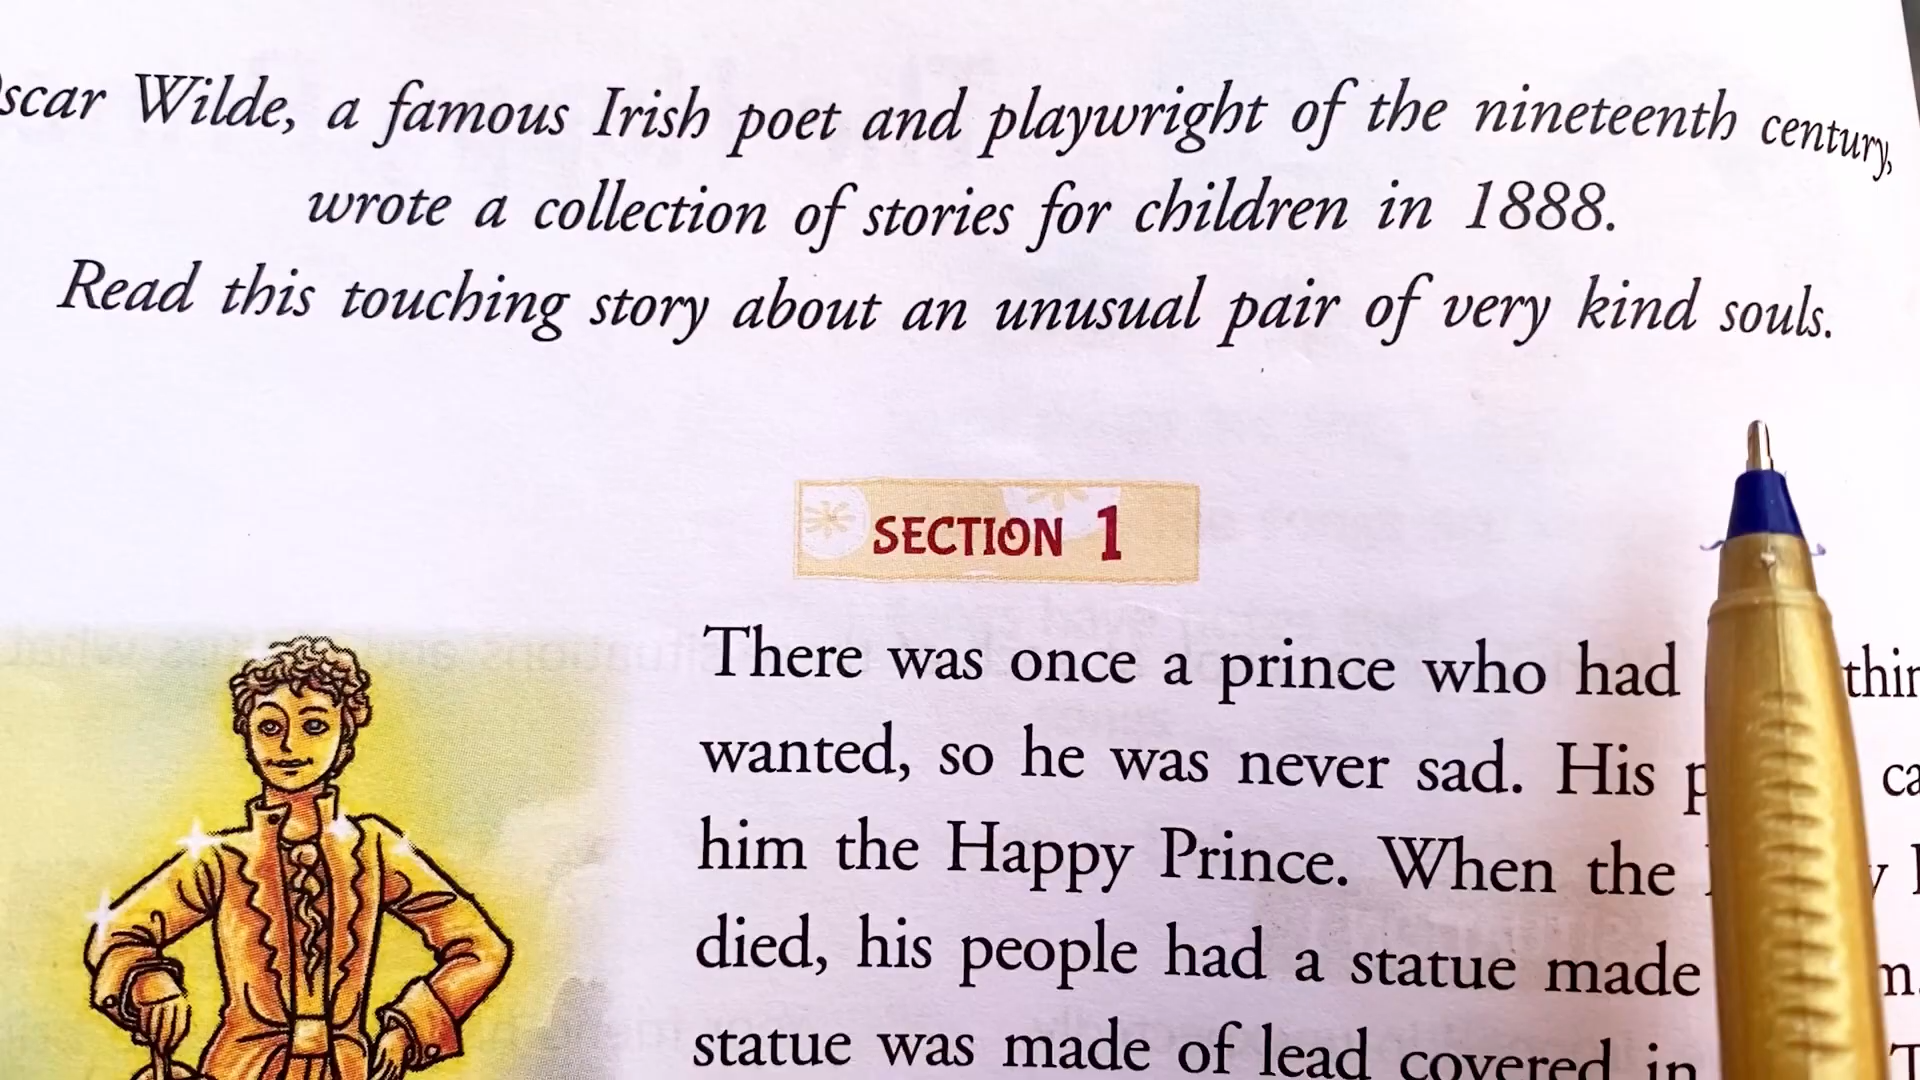 Oscar Wilde, a famous Irish poet and playwright of the nineteenth century,
wrote a collection of stories for children in 1888.
Read this touching story about an unusual pair of very kind souls.
SECTION 1
There was once a prince who had
wanted, so he was never sad. His
him the Happy Prince. When the
died, his people had a statue made
statue was made of lead covered in